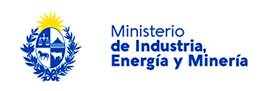 Ministerio
de Industria,
Energía y Minería